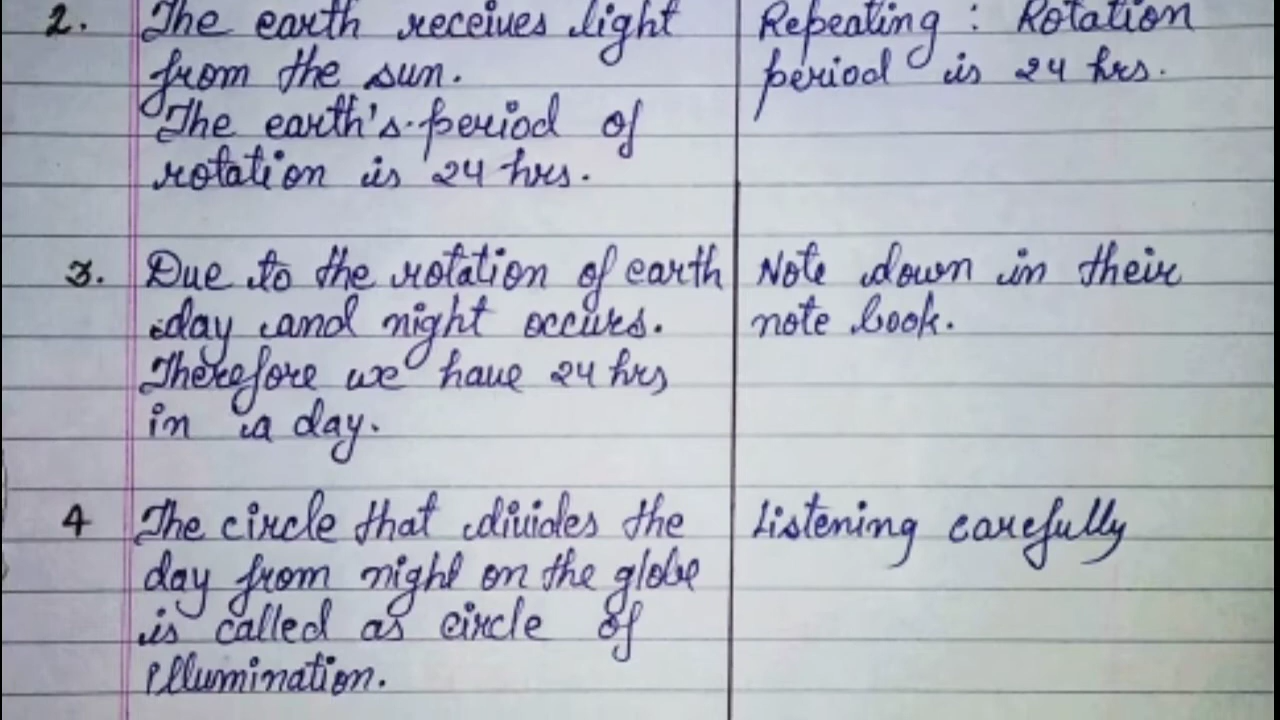 2. The earth receives light
from the sun.
The earth's period of
rotation is 24 hrs.
Repeating : Rotation
period is 24 hrs.
3. Due to the rotation of earth
day and night occurs.
Therefore we have 24 hrs
in a day.
Note down in their
note book.
4 The circle that divides the
day from night on the globe
is called as circle of
illumination.
Listening carefully